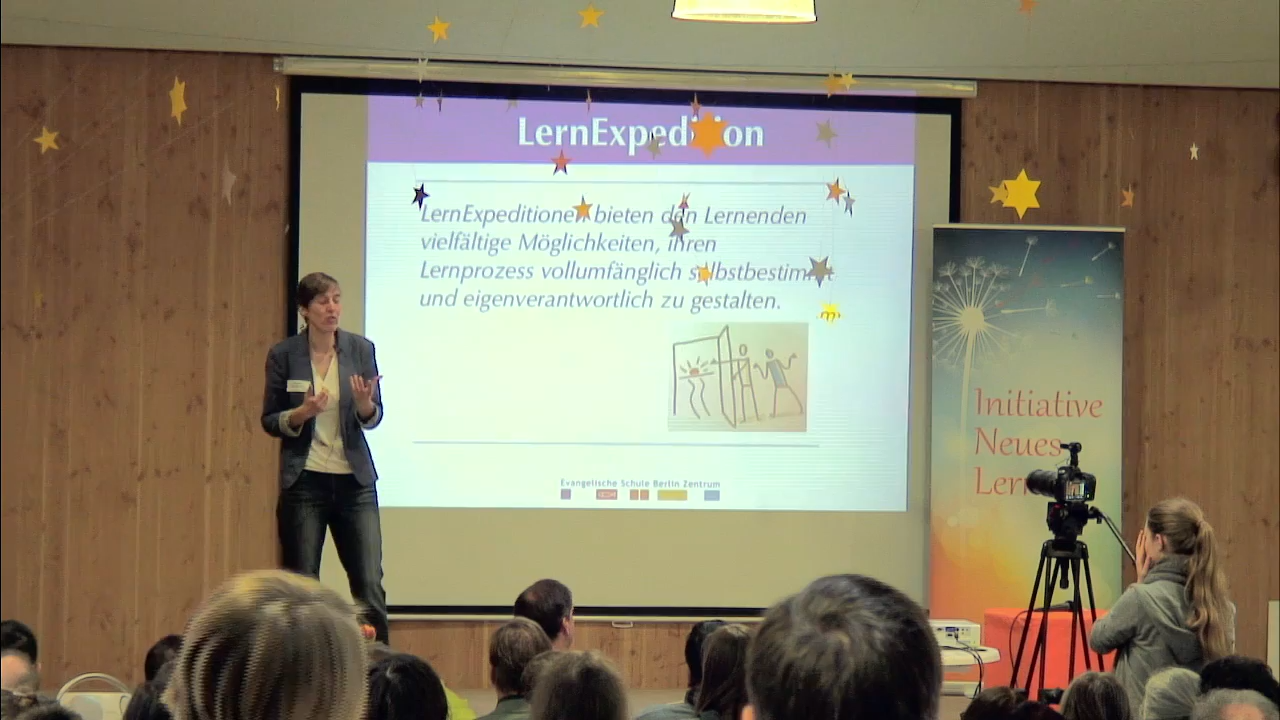 LernExpedition
LernExpeditionen bieten den Lernenden
vielfältige Möglichkeiten, ihren
Lernprozess vollumfänglich selbstbestimmt
und eigenverantwortlich zu gestalten.
Evangelische Schule Berlin Zentrum
Initiative
Neues
Lernen